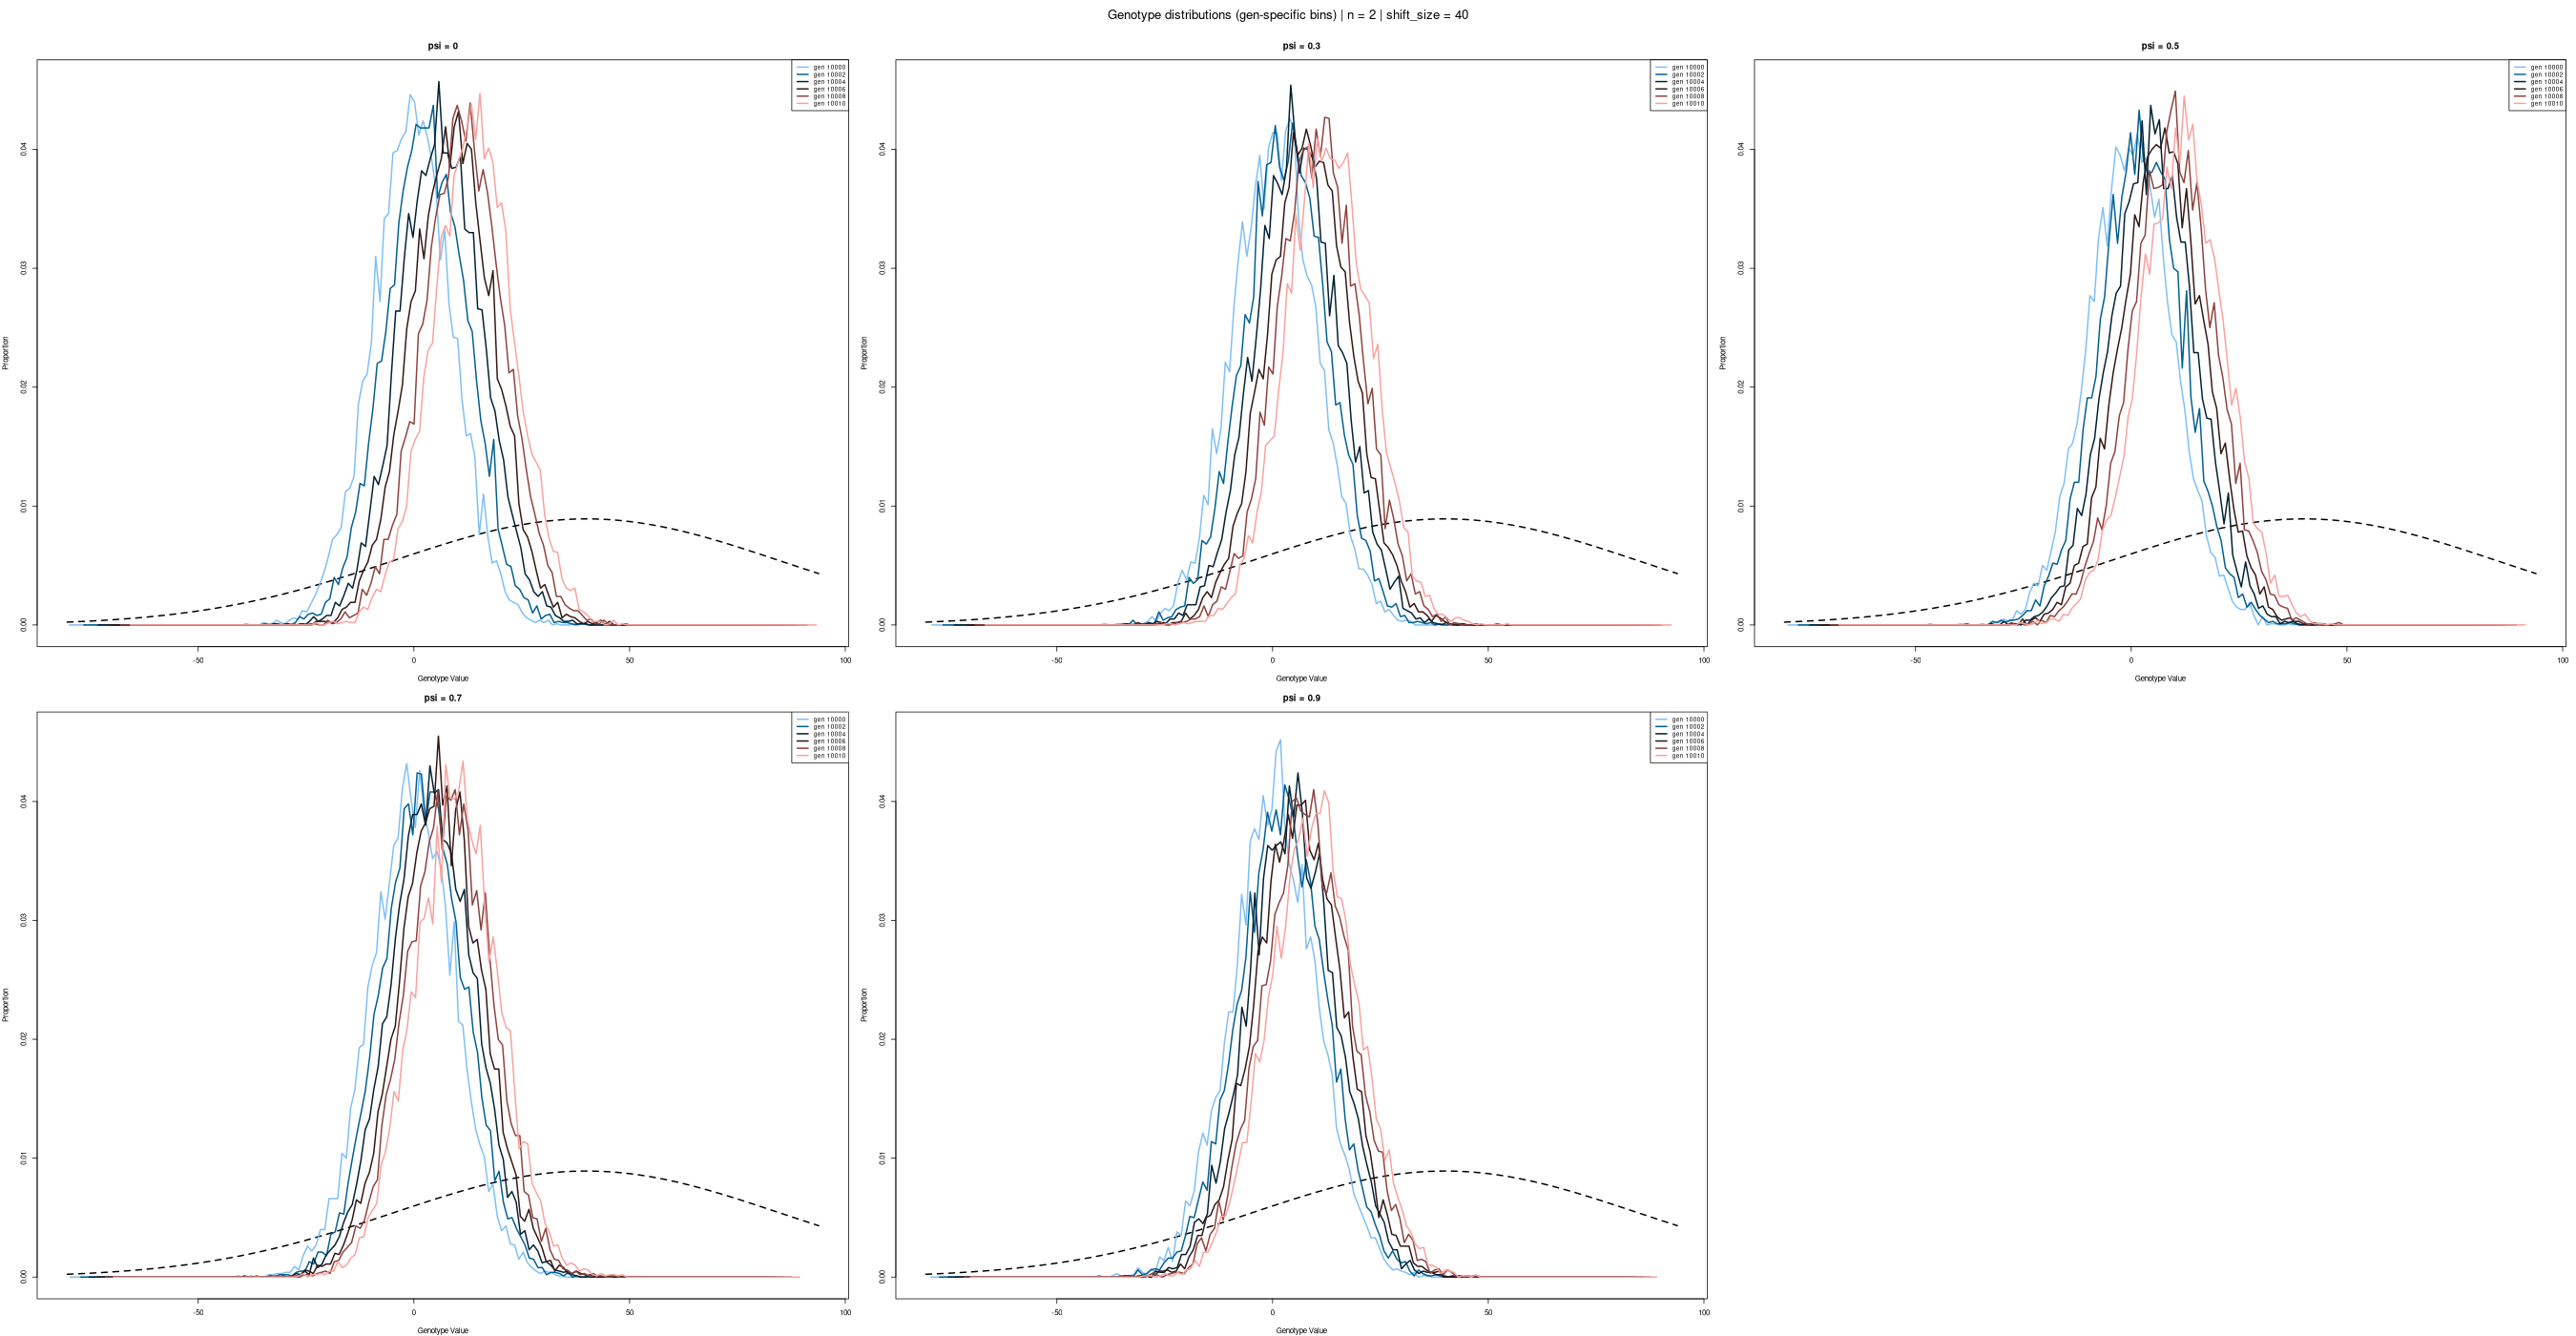 Genotype distributions (gen-specific bins) | n = 2 | shift_size = 40
psi = 0
gen 10000
gen 10002
gen 10004
gen 10006
gen 10008
gen 10010
Proportion
0.00
0.01
0.02
0.03
0.04
-50
0
50
100
Genotype Value
psi = 0.3
gen 10000
gen 10002
gen 10004
gen 10006
gen 10008
gen 10010
Proportion
0.00
0.01
0.02
0.03
0.04
-50
0
50
100
Genotype Value
psi = 0.5
gen 10000
gen 10002
gen 10004
gen 10006
gen 10008
gen 10010
Proportion
0.00
0.01
0.02
0.03
0.04
-50
0
50
100
Genotype Value
psi = 0.7
gen 10000
gen 10002
gen 10004
gen 10006
gen 10008
gen 10010
Proportion
0.00
0.01
0.02
0.03
0.04
-50
0
50
100
Genotype Value
psi = 0.9
gen 10000
gen 10002
gen 10004
gen 10006
gen 10008
gen 10010
Proportion
0.00
0.01
0.02
0.03
0.04
-50
0
50
100
Genotype Value